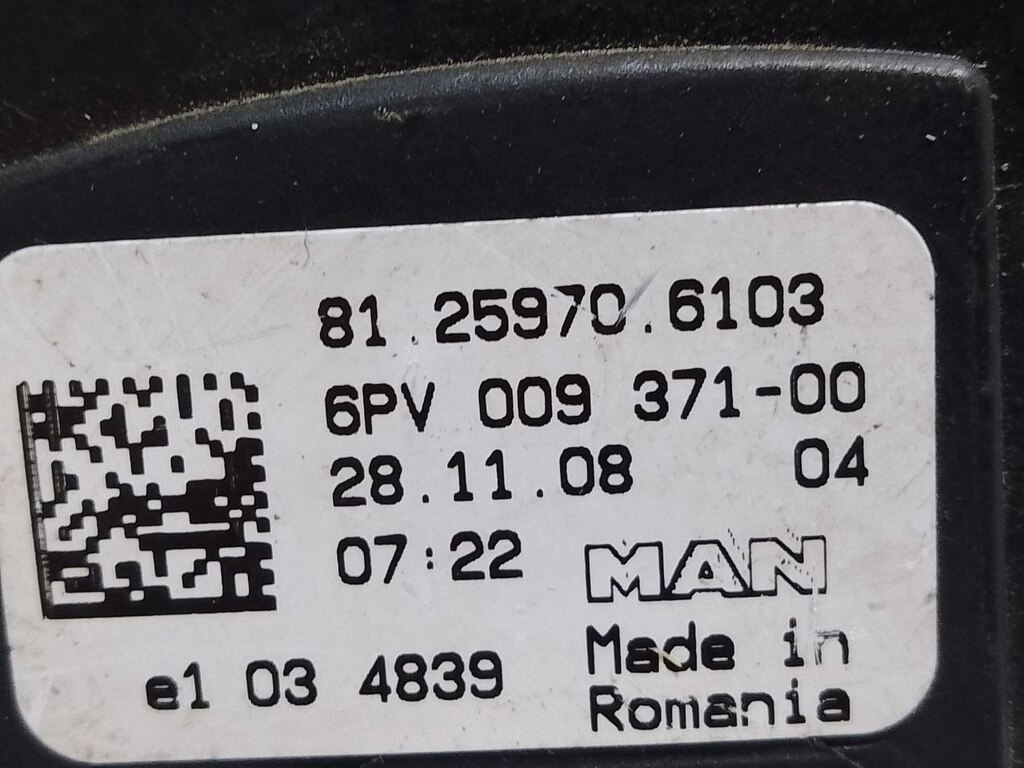 81.25970.6103
6PV 009 371-00
28.11.08 04
07:22
MAN
e1 03 4839
Made in
Romania